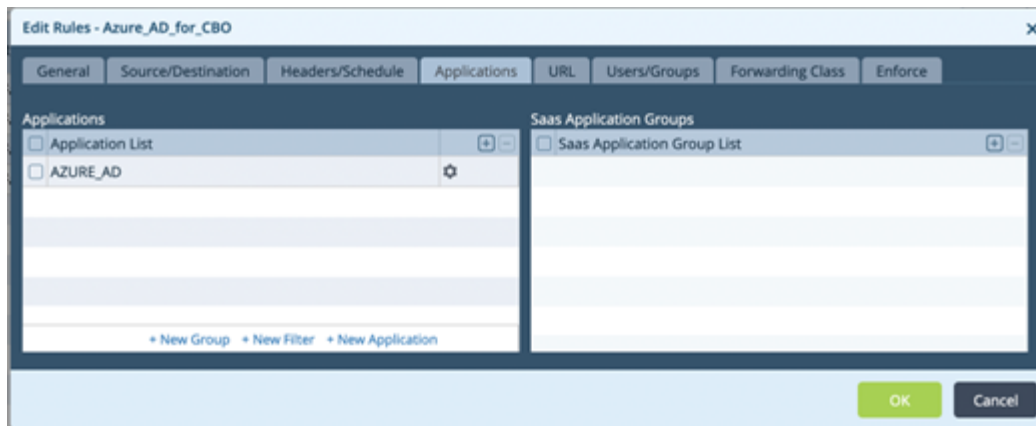 Edit Rules - Azure_AD_for_CBO
General Source/Destination Headers/Schedule Applications URL Users/Groups Forwarding Class Enforce
Applications Saas Application Groups
Application List Saas Application Group List
AZURE_AD
+ New Group + New Filter + New Application
OK Cancel